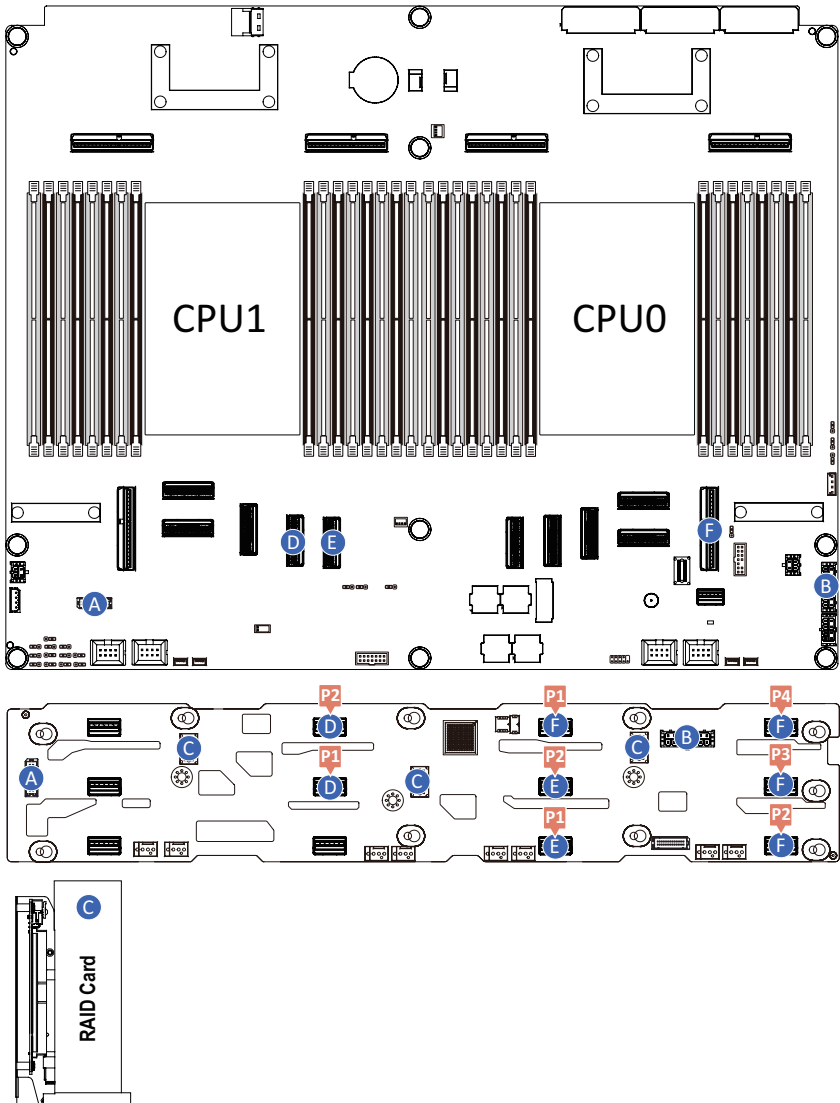 CPU1 CPU0
D E F
B
A
P2 P1 P4
D F F
C C B
P1 P2 P3
A D C E F
P1 P2
E F
C
RAID Card